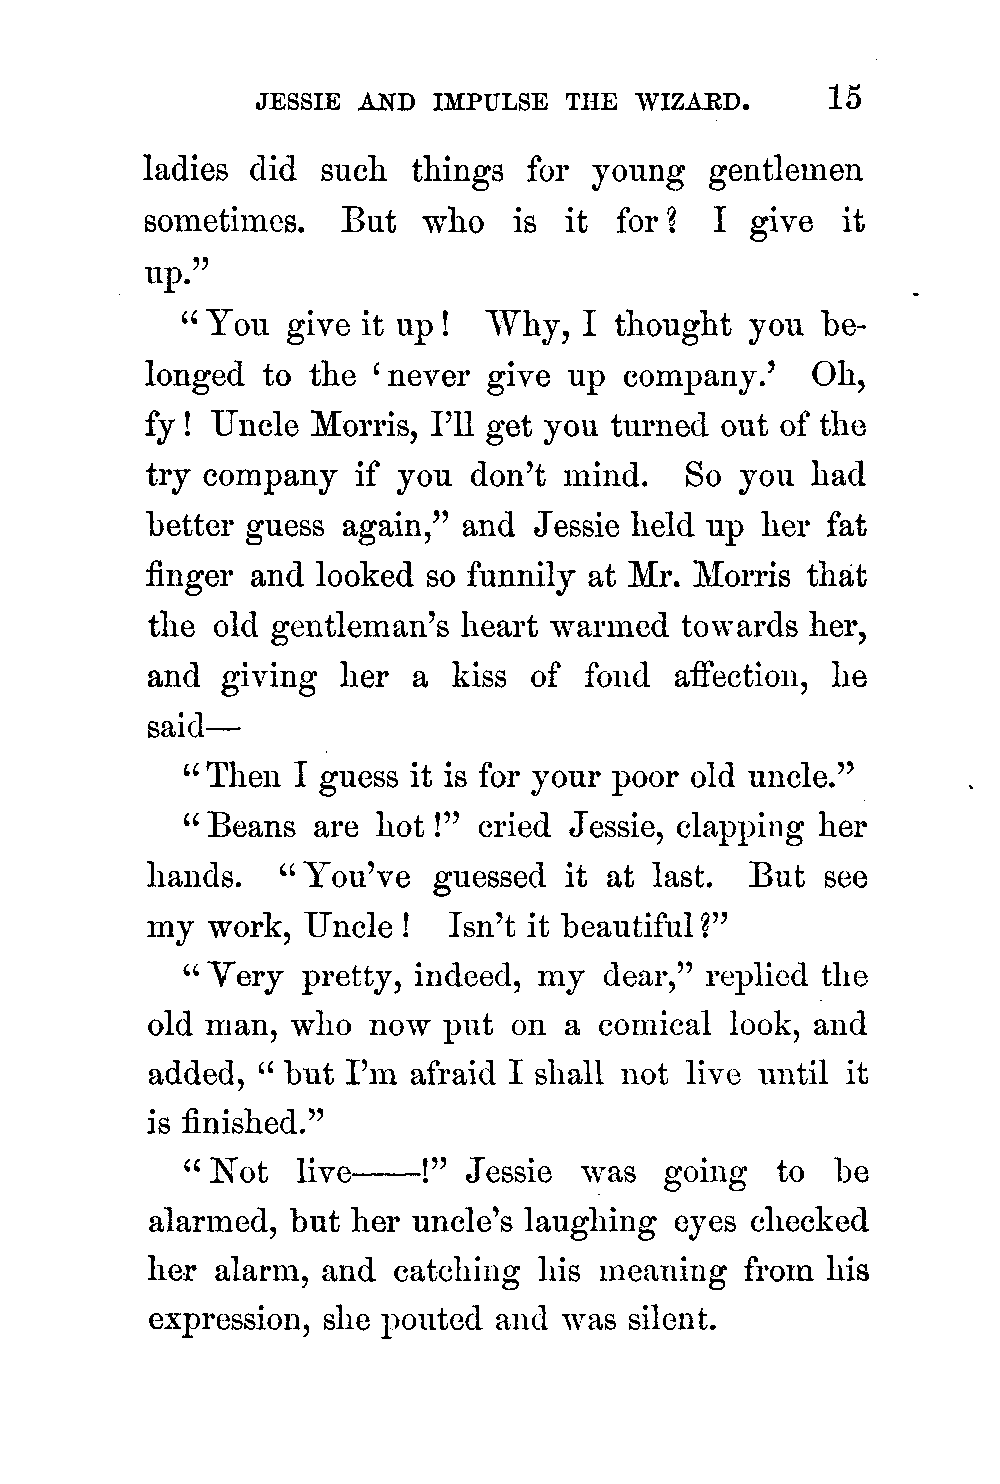 JESSIE AND IMPULSE THE WIZARD. 15
ladies did such things for young gentlemen
sometimes. But who is it for? I give it
up.”
“You give it up! Why, I thought you be-
longed to the ‘never give up company.’ Oh,
fy! Uncle Morris, I’ll get you turned out of the
try company if you don’t mind. So you had
better guess again,” and Jessie held up her fat
finger and looked so funnily at Mr. Morris that
the old gentleman’s heart warmed towards her,
and giving her a kiss of fond affection, he
said—
“Then I guess it is for your poor old uncle.”
“Beans are hot!” cried Jessie, clapping her
hands. “You’ve guessed it at last. But see
my work, Uncle! Isn’t it beautiful?”
“Very pretty, indeed, my dear,” replied the
old man, who now put on a comical look, and
added, “but I’m afraid I shall not live until it
is finished.”
“Not live——!” Jessie was going to be
alarmed, but her uncle’s laughing eyes checked
her alarm, and catching his meaning from his
expression, she pouted and was silent.